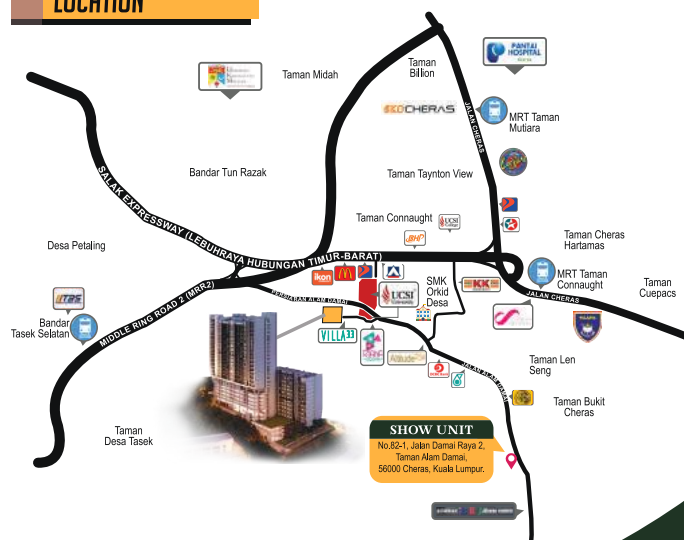 LOCATION
PANTAI
HOSPITAL
Taman
Billion
Taman Midah
EKOCHERAS
JALAN CHERAS
MRT Taman
Mutiara
Bandar Tun Razak
Taman Taynton View
SALAK EXPRESSWAY (LEBUHRAYA HUBUNGAN TIMUR-BARAT)
Taman Connaught
UCSI
College
BHP
Taman Cheras
Hartamas
Desa Petaling
ikon
SMK
Orkid
Desa
KK
MRT Taman
Connaught
Taman
Cuepacs
JALAN CHERAS
TBS
Bandar
Tasek Selatan
MIDDLE RING ROAD 2 (MRR2)
PERSIARAN ALAM DAMAI
UCSI
University
VILLA33
Altitude
JALAN ALAM DAMAI
Taman Len
Seng
Taman Bukit
Cheras
Taman
Desa Tasek
SHOW UNIT
No.82-1, Jalan Damai Raya 2,
Taman Alam Damai,
56000 Cheras, Kuala Lumpur.